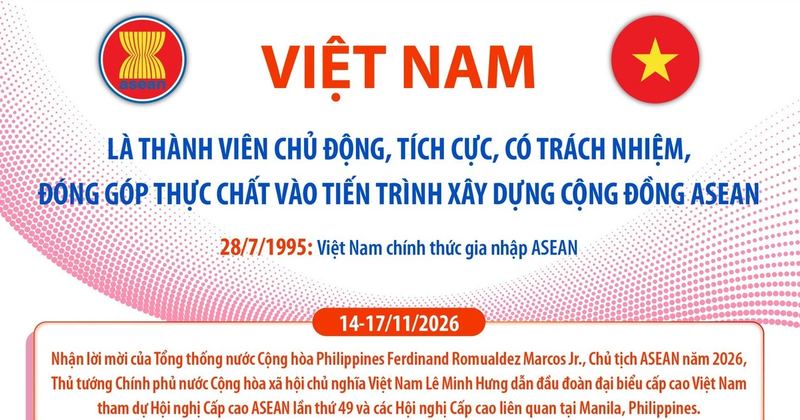 asean
VIỆT NAM
LÀ THÀNH VIÊN CHỦ ĐỘNG, TÍCH CỰC, CÓ TRÁCH NHIỆM,
ĐÓNG GÓP THỰC CHẤT VÀO TIẾN TRÌNH XÂY DỰNG CỘNG ĐỒNG ASEAN
28/7/1995: Việt Nam chính thức gia nhập ASEAN
14-17/11/2026
Nhận lời mời của Tổng thống nước Cộng hòa Philippines Ferdinand Romualdez Marcos Jr., Chủ tịch ASEAN năm 2026,
Thủ tướng Chính phủ nước Cộng hòa xã hội chủ nghĩa Việt Nam Lê Minh Hưng dẫn đầu đoàn đại biểu cấp cao Việt Nam
tham dự Hội nghị Cấp cao ASEAN lần thứ 49 và các Hội nghị Cấp cao liên quan tại Manila, Philippines.